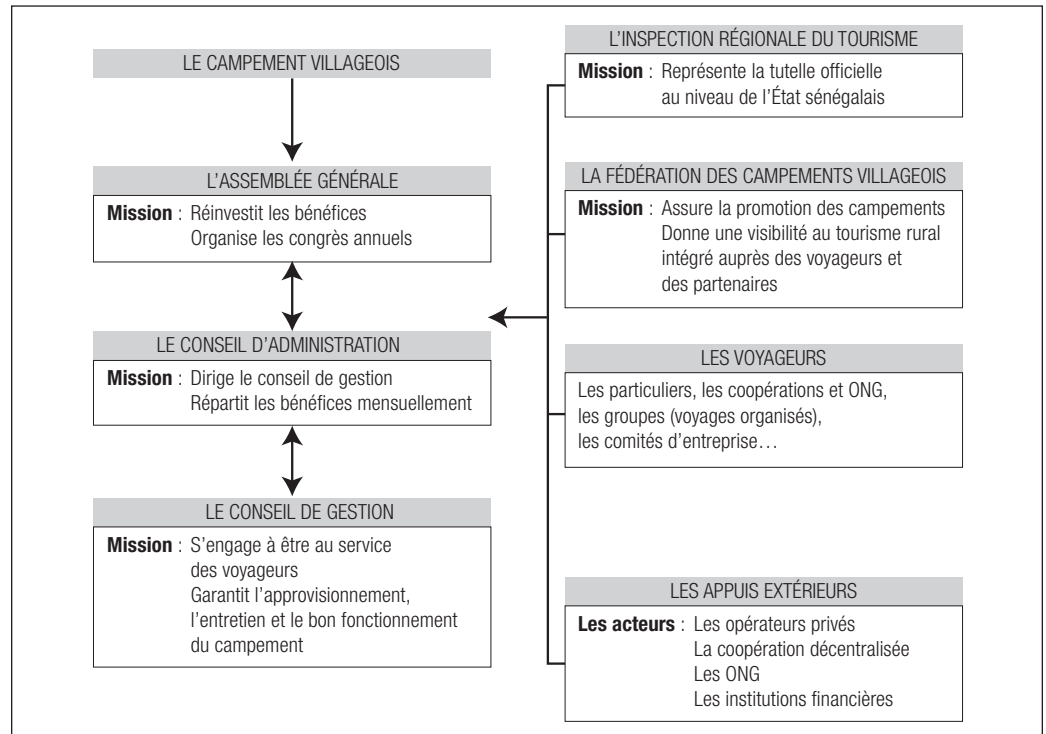 LE CAMPEMENT VILLAGEOIS
L'ASSEMBLÉE GÉNÉRALE
Mission : Réinvestit les bénéfices
Organise les congrès annuels
LE CONSEIL D'ADMINISTRATION
Mission : Dirige le conseil de gestion
Répartit les bénéfices mensuellement
LE CONSEIL DE GESTION
Mission : S'engage à être au service
des voyageurs
Garantit l'approvisionnement,
l'entretien et le bon fonctionnement
du campement
L'INSPECTION RÉGIONALE DU TOURISME
Mission : Représente la tutelle officielle
au niveau de l'État sénégalais
LA FÉDÉRATION DES CAMPEMENTS VILLAGEOIS
Mission : Assure la promotion des campements
Donne une visibilité au tourisme rural
intégré auprès des voyageurs et
des partenaires
LES VOYAGEURS
Les particuliers, les coopérations et ONG,
les groupes (voyages organisés),
les comités d'entreprise…
LES APPUIS EXTÉRIEURS
Les acteurs : Les opérateurs privés
La coopération décentralisée
Les ONG
Les institutions financières